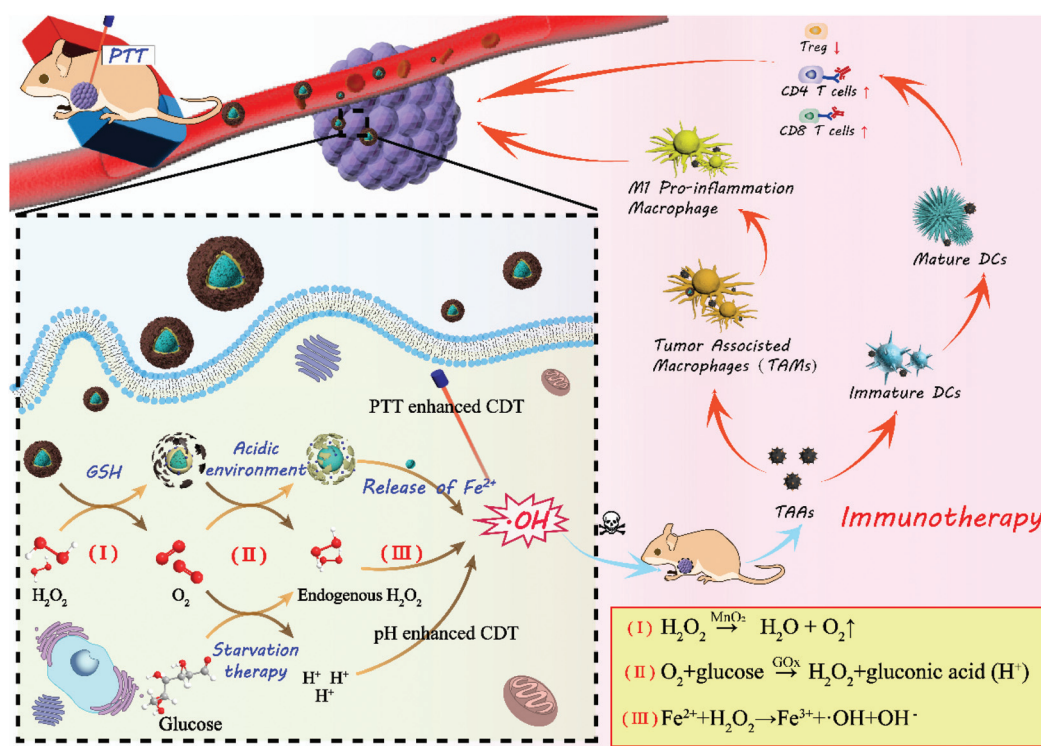 PTT
Treg ↓
CD4 T cells ↑
CD8 T cells ↑
M1 Pro-inflammation
Macrophage
Mature DCs
Tumor Associsted
Macrophages (TAMs)
Immature DCs
TAAs
Immunotherapy
PTT enhanced CDT
GSH
Acidic
environment
Release of Fe²⁺
·OH
(I)
(II)
(III)
H₂O₂
O₂
Endogenous H₂O₂
pH enhanced CDT
Starvation
therapy
H⁺ H⁺
H⁺
Glucose
(I) H₂O₂ MnO₂→ H₂O + O₂↑
(II) O₂+glucose GOx→ H₂O₂+gluconic acid (H⁺)
(III) Fe²⁺+H₂O₂→Fe³⁺+·OH+OH⁻